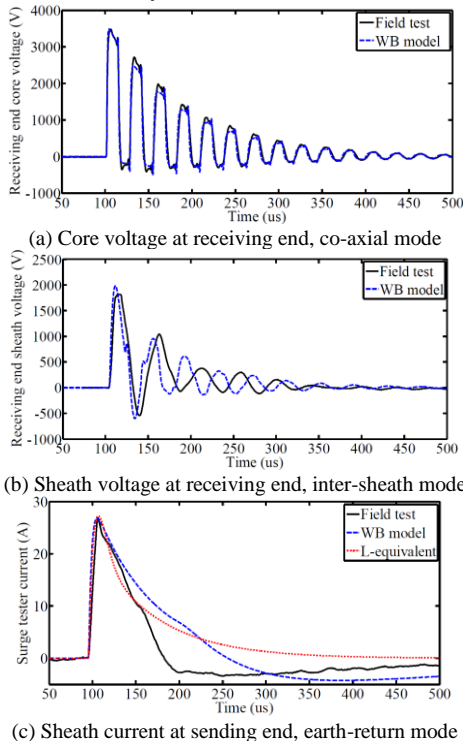 4000
3000
2000
1000
0
-1000
Receiving end core voltage (V)
Field test
WB model
50 100 150 200 250 300 350 400 450 500
Time (us)
(a) Core voltage at receiving end, co-axial mode
2500
2000
1500
1000
500
0
-500
-1000
Receiving end sheath voltage (V)
Field test
WB model
50 100 150 200 250 300 350 400 450 500
Time (us)
(b) Sheath voltage at receiving end, inter-sheath mode
30
20
10
0
Surge tester current (A)
Field test
WB model
L-equivalent
50 100 150 200 250 300 350 400 450 500
Time (us)
(c) Sheath current at sending end, earth-return mode